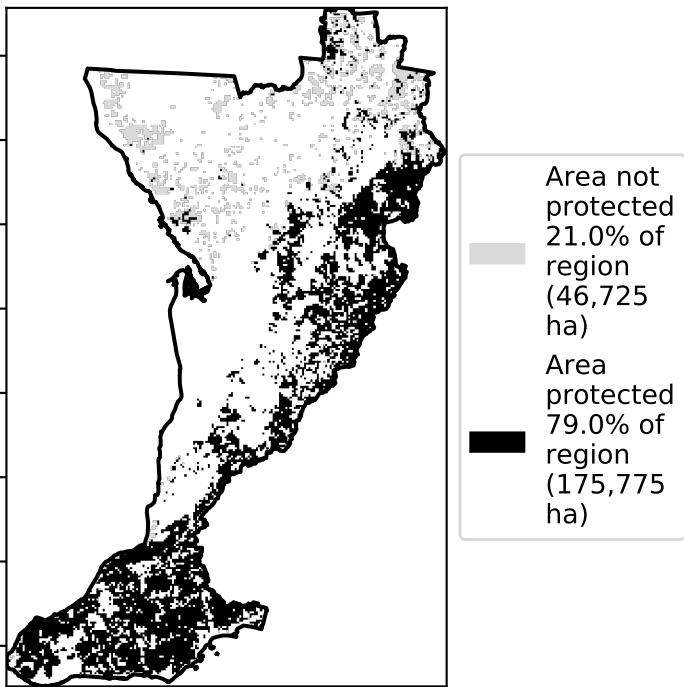 Area not
protected
21.0% of
region
(46,725
ha)
Area
protected
79.0% of
region
(175,775
ha)